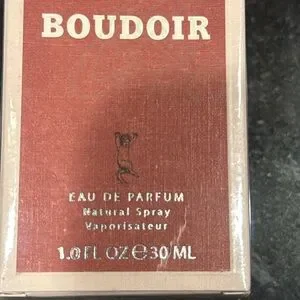 BOUDOIR
EAU DE PARFUM
Natural Spray
Vaporisateur
1.0 FL OZ ℮ 30 ML